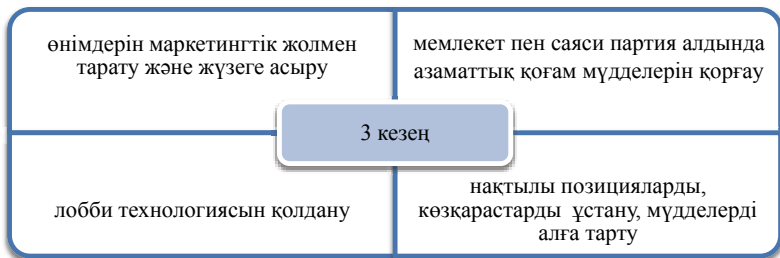 өнімдерін маркетингтік жолмен
тарату және жүзеге асыру
мемлекет пен саяси партия алдында
азаматтық қоғам мүдделерін қорғау
3 кезең
лобби технологиясын қолдану
нақтылы позицияларды,
көзқарастарды ұстану, мүдделерді
алға тарту